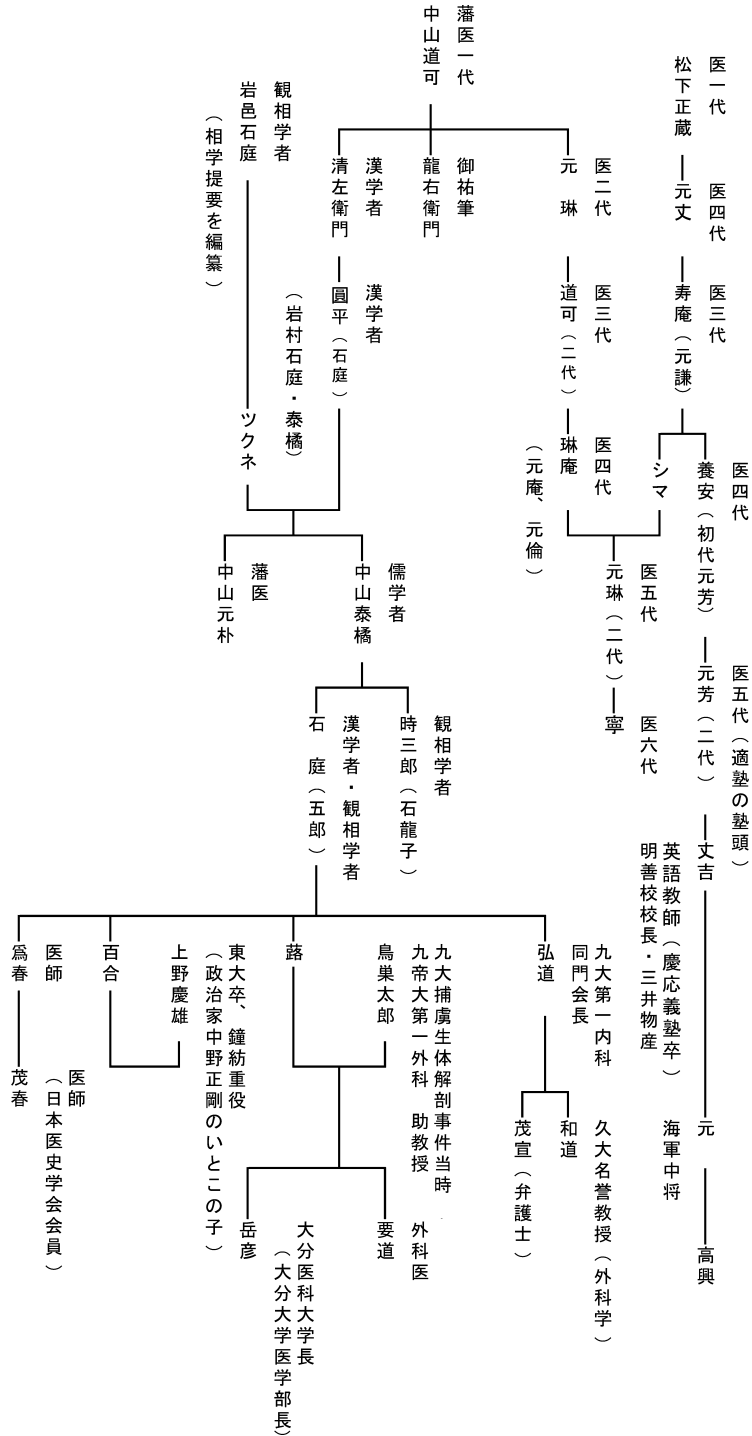 医一代
松下正蔵
医四代
元丈
医三代
寿庵（元謙）
医四代
養安（初代元芳）
シマ
医五代（適塾の塾頭）
元芳（二代）
丈吉
英語教師（慶応義塾卒）
明善校校長・三井物産
元
海軍中将
高興
藩医一代
中山道可
医二代
元琳
御祐筆
龍右衛門
漢学者
清左衛門
医三代
道可（二代）
医四代
琳庵
（元庵、元倫）
医五代
元琳（二代）
医六代
寧
漢学者
圓平（石庭）
（岩村石庭・泰橘）
観相学者
岩邑石庭
（相学提要を編纂）
ツクネ
儒学者
中山泰橘
藩医
中山元朴
観相学者
時三郎（石龍子）
漢学者・観相学者
石庭（五郎）
九大第一内科
同門会長
弘道
久大名誉教授（外科学）
和道
茂宣（弁護士）
九大捕虜生体解剖事件当時
九帝大第一外科 助教授
鳥巣太郎
蕗
外科医
要道
大分医科大学長
（大分大学医学部長）
岳彦
東大卒、鐘紡重役
（政治家中野正剛のいとこの子）
上野慶雄
百合
医師
爲春
医師
（日本医史学会会員）
茂春